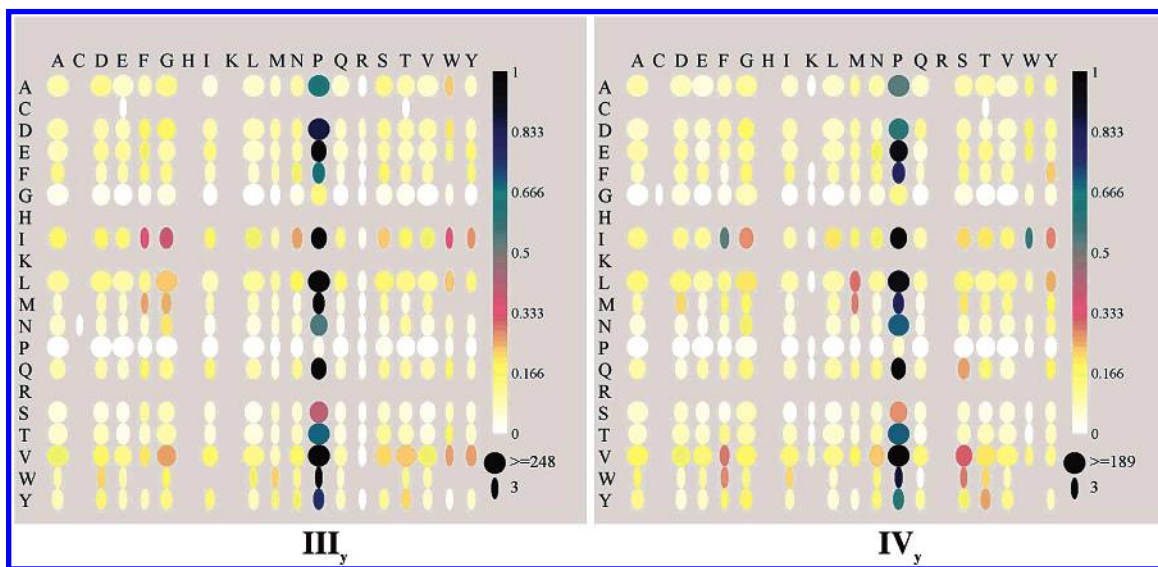 A C D E F G H I K L M N P Q R S T V W Y
A
C
D
E
F
G
H
I
K
L
M
N
P
Q
R
S
T
V
W
Y
1
0.833
0.666
0.5
0.333
0.166
0
>=248
3
III_y
A C D E F G H I K L M N P Q R S T V W Y
A
C
D
E
F
G
H
I
K
L
M
N
P
Q
R
S
T
V
W
Y
1
0.833
0.666
0.5
0.333
0.166
0
>=189
3
IV_y